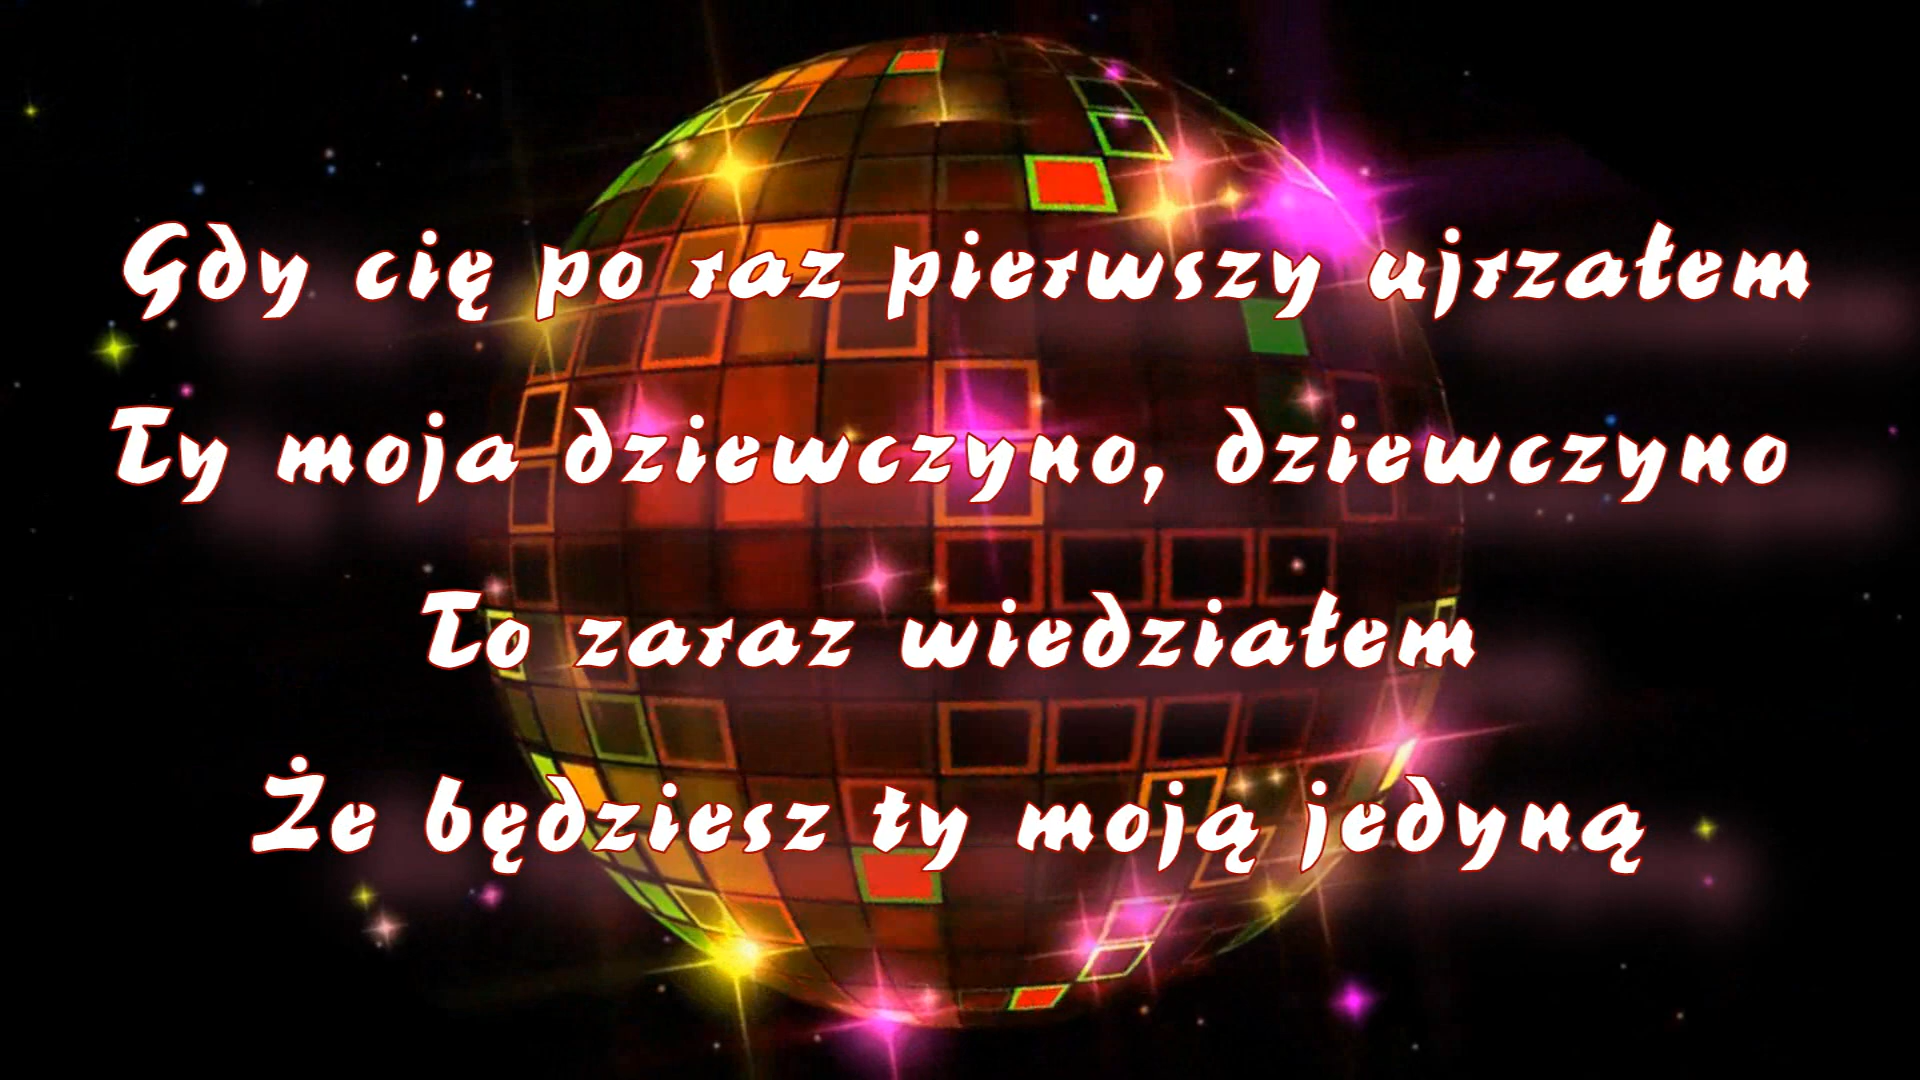 Gdy cię po raz pierwszy ujrzałem
Ty moja dziewczyno, dziewczyno
To zaraz wiedziałem
Że będziesz ty moją jedyną